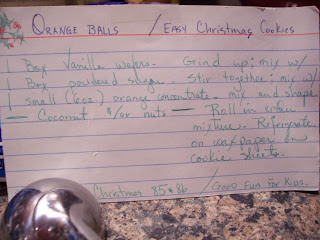 ORANGE BALLS / EASY CHRISTMAS COOKIES
1 Box Vanilla wafers. Grind up; mix w/
1 Box powdered sugar. Stir together; mix w/
1 small (6oz) orange concentrate. mix and shape
— Coconut &/or nuts — Roll in either
mixture. Refrigerate
on wax paper on
cookie sheets.
Christmas 85 & 86 / Good Fun For Kids.